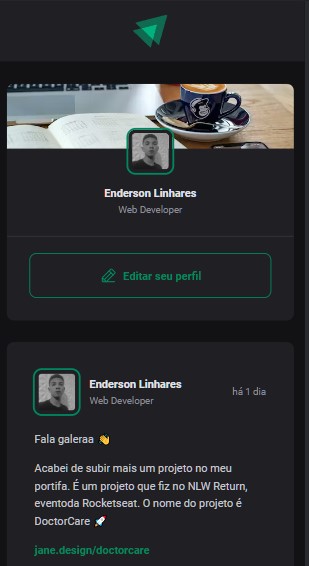 Enderson Linhares
Web Developer
Editar seu perfil
Enderson Linhares
Web Developer
há 1 dia
Fala galeraa 👋
Acabei de subir mais um projeto no meu
portifa. É um projeto que fiz no NLW Return,
eventoda Rocketseat. O nome do projeto é
DoctorCare 🚀
jane.design/doctorcare